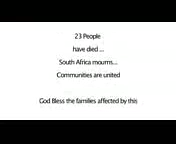 23 People
have died ...
South Africa mourns...
Communities are united
God Bless the families affected by this